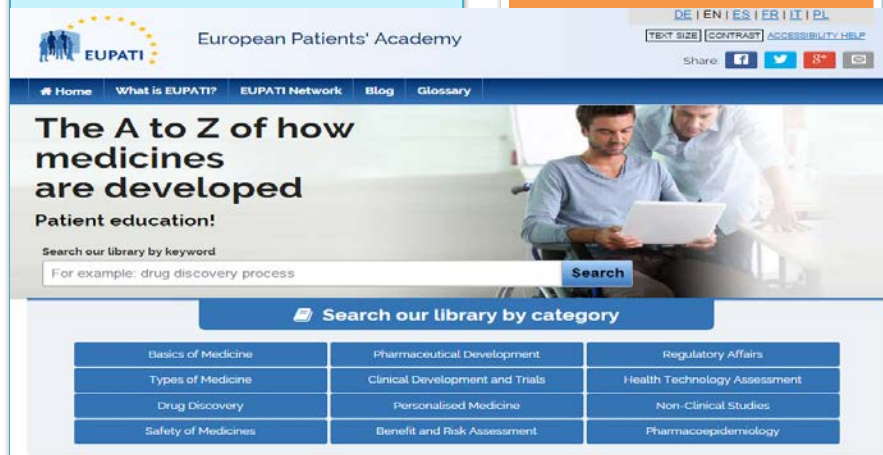 DE | EN | ES | FR | IT | PL
EUPATI
European Patients' Academy
TEXT SIZE CONTRAST ACCESSIBILITY HELP
Share:
Home What is EUPATI? EUPATI Network Blog Glossary
The A to Z of how
medicines
are developed
Patient education!
Search our library by keyword
For example: drug discovery process Search
Search our library by category
Basics of Medicine Pharmaceutical Development Regulatory Affairs
Types of Medicine Clinical Development and Trials Health Technology Assessment
Drug Discovery Personalised Medicine Non-Clinical Studies
Safety of Medicines Benefit and Risk Assessment Pharmacoepidemiology